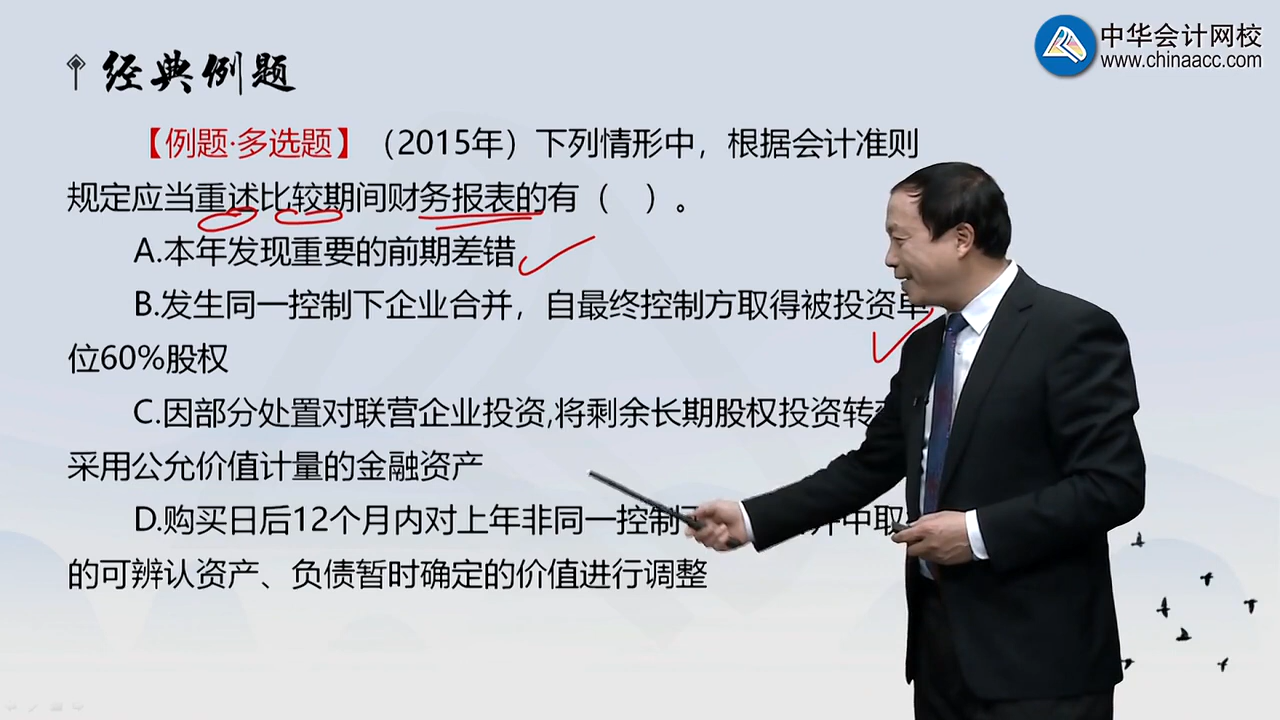 中华会计网校
www.chinaacc.com
经典例题
【例题·多选题】（2015年）下列情形中，根据会计准则
规定应当重述比较期间财务报表的有（ ）。
A.本年发现重要的前期差错
B.发生同一控制下企业合并，自最终控制方取得被投资单
位60%股权
C.因部分处置对联营企业投资,将剩余长期股权投资转
采用公允价值计量的金融资产
D.购买日后12个月内对上年非同一控制 中取
的可辨认资产、负债暂时确定的价值进行调整